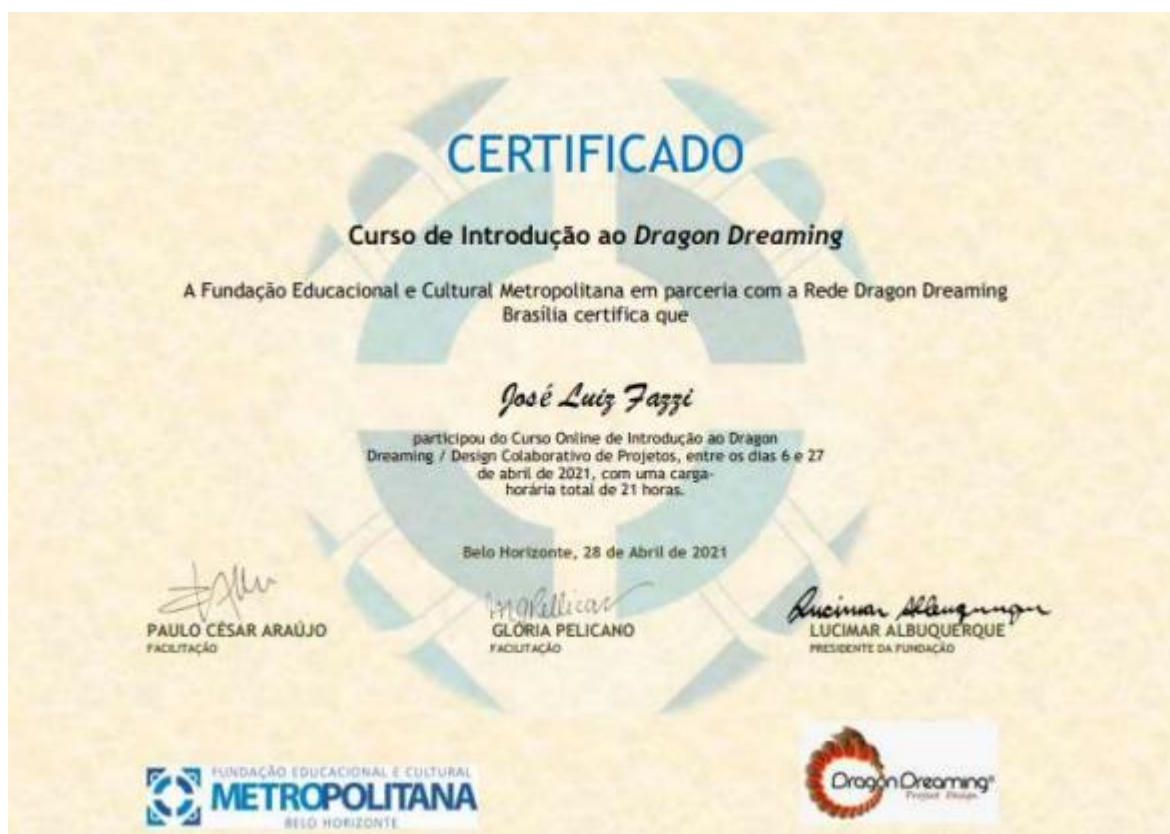 CERTIFICADO
Curso de Introdução ao Dragon Dreaming
A Fundação Educacional e Cultural Metropolitana em parceria com a Rede Dragon Dreaming
Brasília certifica que
José Luiz Fazzi
participou do Curso Online de Introdução ao Dragon
Dreaming / Design Colaborativo de Projetos, entre os dias 6 e 27
de abril de 2021, com uma carga-
horária total de 21 horas.
Belo Horizonte, 28 de Abril de 2021
Lucimar Albuquerque
PAULO CÉSAR ARAÚJO
FACILITAÇÃO
GLÓRIA PELICANO
FACILITAÇÃO
LUCIMAR ALBUQUERQUE
PRESIDENTE DA FUNDAÇÃO
FUNDAÇÃO EDUCACIONAL E CULTURAL
METROPOLITANA
BELO HORIZONTE
Dragon Dreaming®
Project Design